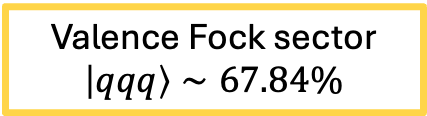 Valence Fock sector
|𝑞𝑞𝑞⟩ ~ 67.84%